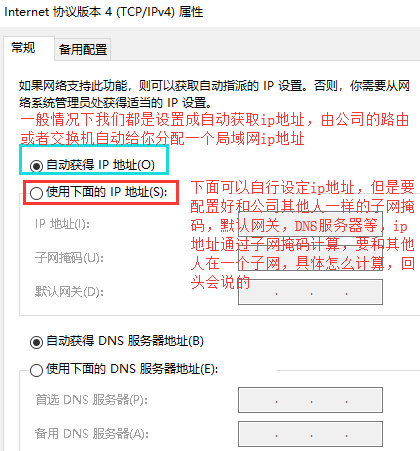 Internet 协议版本 4 (TCP/IPv4) 属性
常规
备用配置
如果网络支持此功能，则可以获取自动指派的 IP 设置。否则，你需要从网
络系统管理员处获得适当的 IP 设置。
一般情况下我们都是设置成自动获取ip地址，由公司的路由
或者交换机自动给你分配一个局域网ip地址
自动获得 IP 地址(O)
使用下面的 IP 地址(S):
下面可以自行设定ip地址，但是要
配置好和公司其他人一样的子网掩
码，默认网关，DNS服务器等，ip
地址通过子网掩码计算，要和其他
人在一个子网，具体怎么计算，回
头会说的
IP 地址(I):
子网掩码(U):
默认网关(D):
自动获得 DNS 服务器地址(B)
使用下面的 DNS 服务器地址(E):
首选 DNS 服务器(P):
备用 DNS 服务器(A):